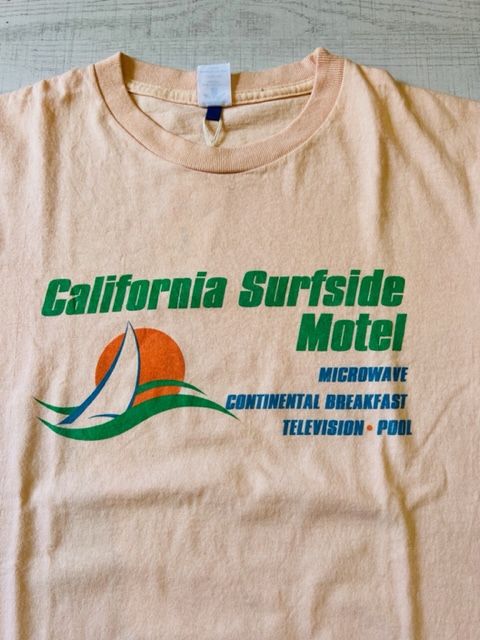 California Surfside
Motel
MICROWAVE
CONTINENTAL BREAKFAST
TELEVISION • POOL